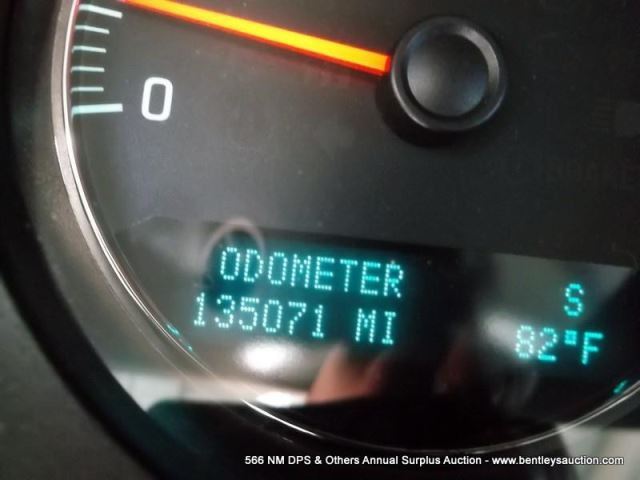 0
ODOMETER
135071 MI
S
82°F
566 NM DPS & Others Annual Surplus Auction - www.bentleysauction.com